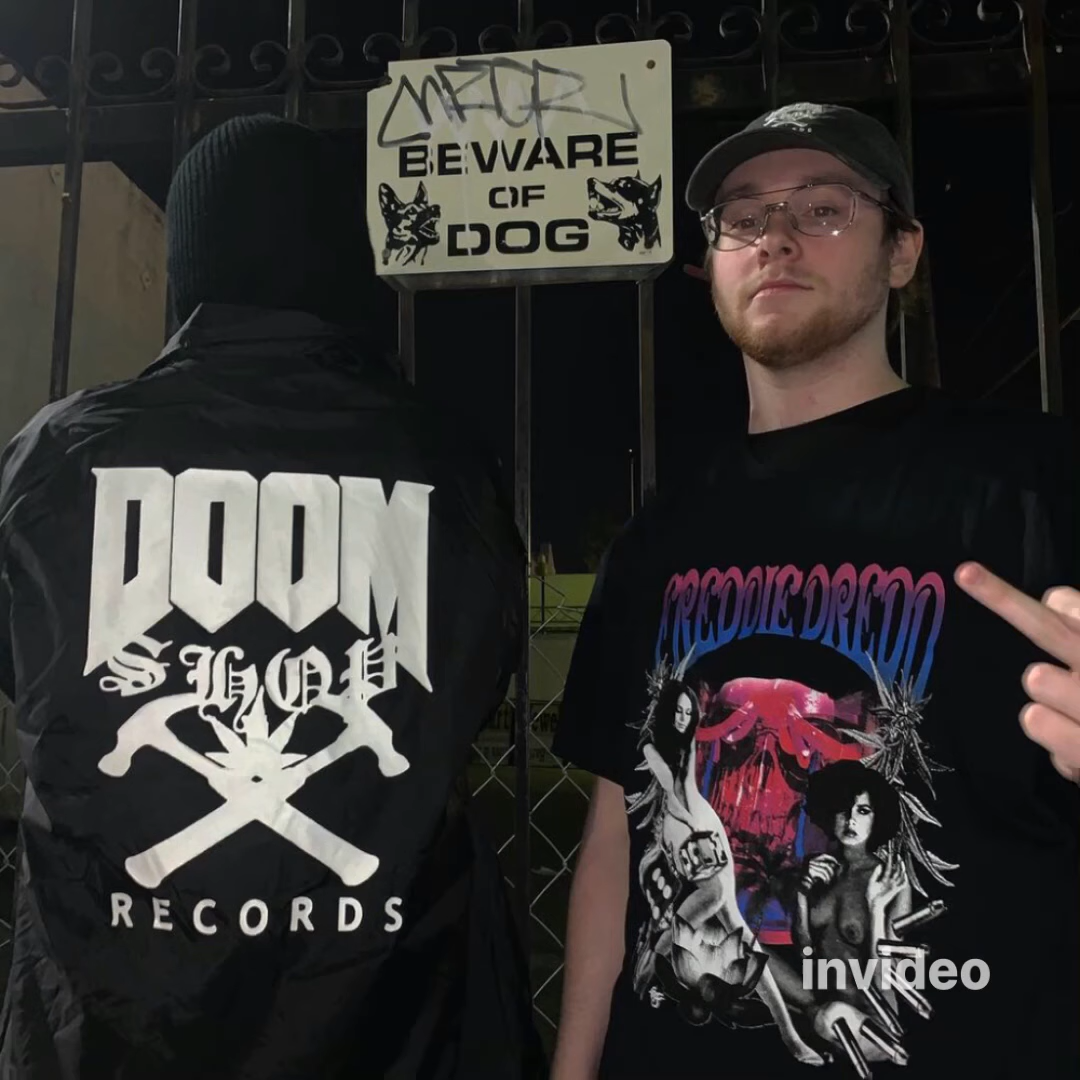 BEWARE
OF
DOG
DOOM
SHOP
RECORDS
FREDDIE DREDD
invideo